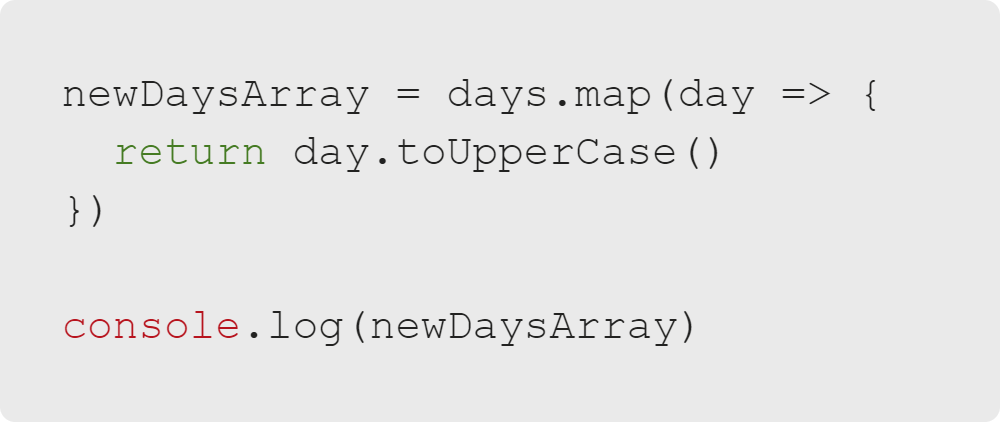 newDaysArray = days.map(day => {
  return day.toUpperCase()
})

console.log(newDaysArray)